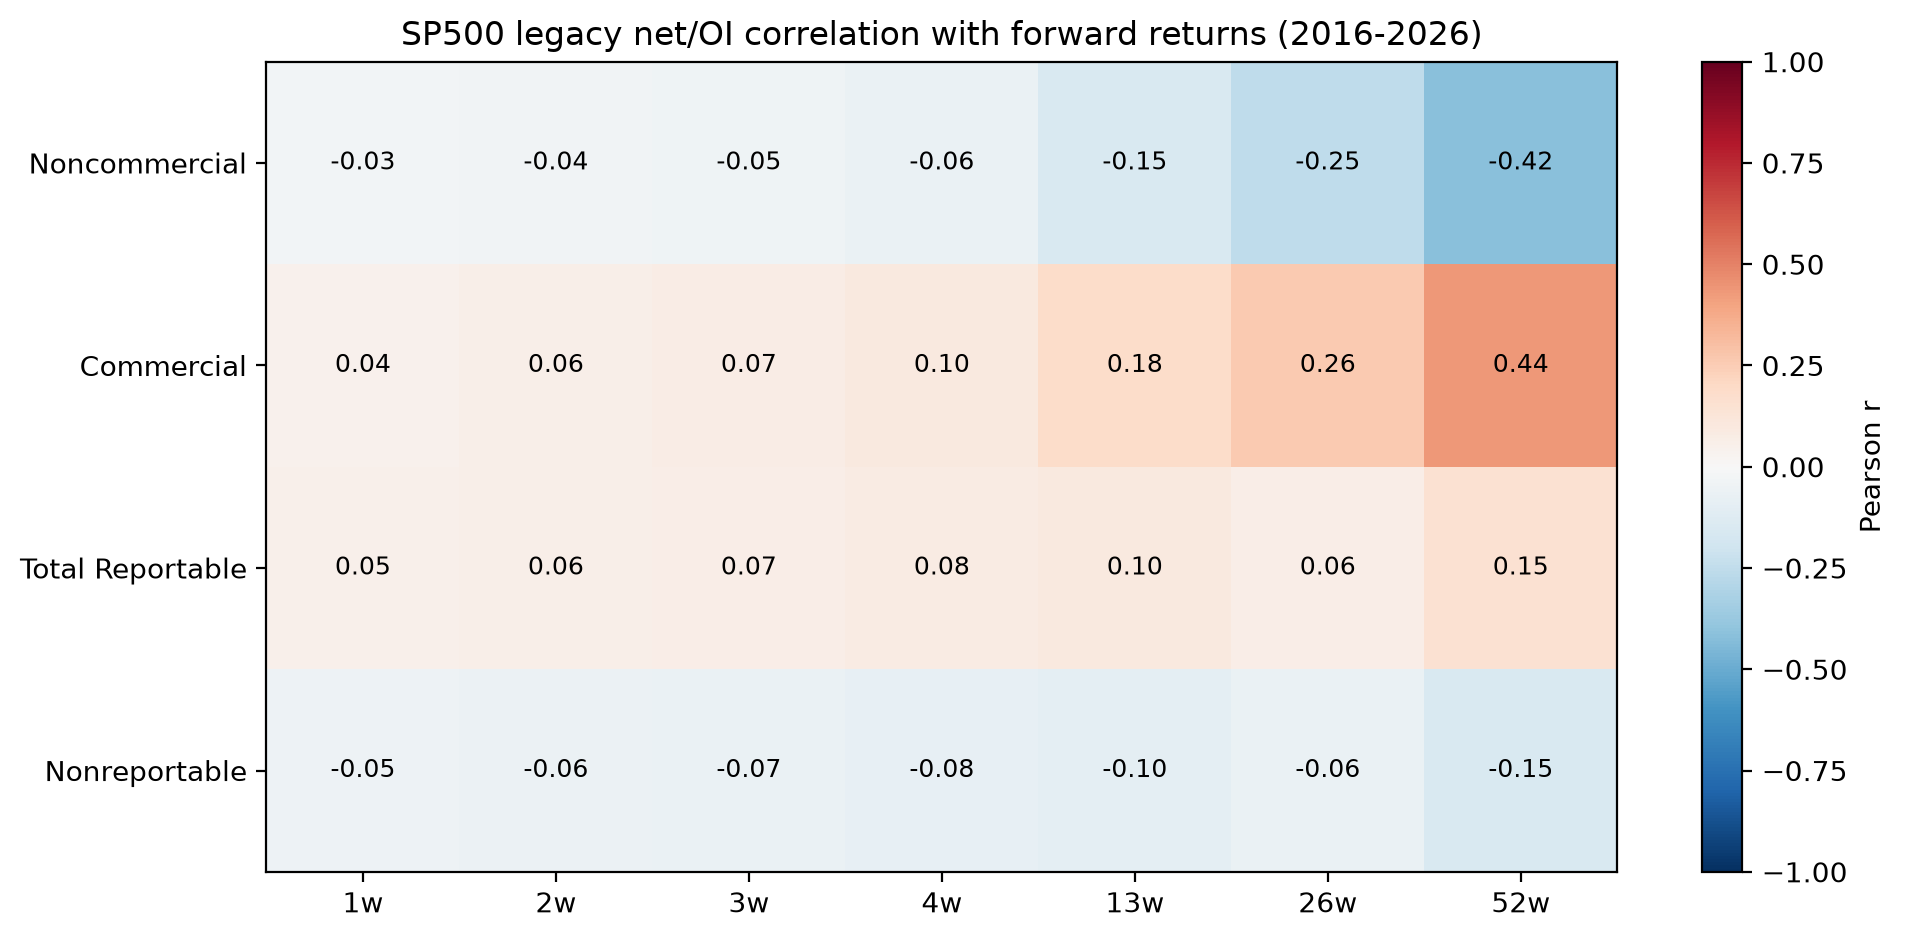 SP500 legacy net/OI correlation with forward returns (2016-2026)
Noncommercial -0.03 -0.04 -0.05 -0.06 -0.15 -0.25 -0.42
Commercial 0.04 0.06 0.07 0.10 0.18 0.26 0.44
Total Reportable 0.05 0.06 0.07 0.08 0.10 0.06 0.15
Nonreportable -0.05 -0.06 -0.07 -0.08 -0.10 -0.06 -0.15
1w 2w 3w 4w 13w 26w 52w
1.00
0.75
0.50
0.25
0.00
−0.25
−0.50
−0.75
−1.00
Pearson r